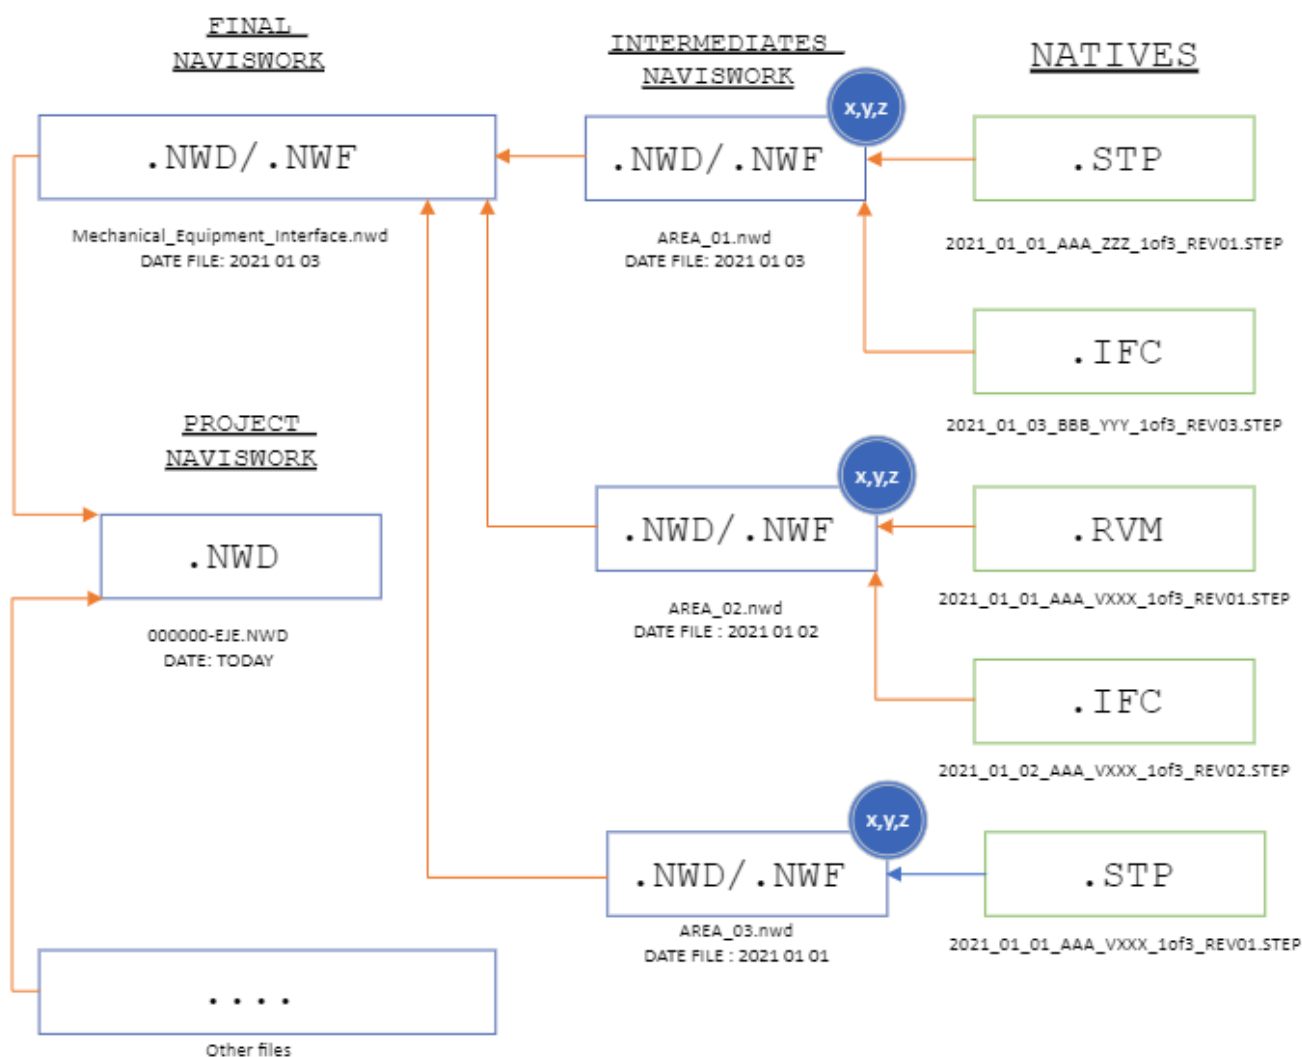 FINAL
NAVISWORK
INTERMEDIATES
NAVISWORK
NATIVES
x,y,z
.NWD/.NWF
.NWD/.NWF
.STP
Mechanical_Equipment_Interface.nwd
DATE FILE: 2021 01 03
AREA_01.nwd
DATE FILE: 2021 01 03
2021_01_01_AAA_ZZZ_1of3_REV01.STEP
.IFC
2021_01_03_BBB_YYY_1of3_REV03.STEP
PROJECT
NAVISWORK
x,y,z
.NWD
.NWD/.NWF
.RVM
000000-EJE.NWD
DATE: TODAY
AREA_02.nwd
DATE FILE : 2021 01 02
2021_01_01_AAA_VXXX_1of3_REV01.STEP
.IFC
2021_01_02_AAA_VXXX_1of3_REV02.STEP
x,y,z
.NWD/.NWF
.STP
AREA_03.nwd
DATE FILE : 2021 01 01
2021_01_01_AAA_VXXX_1of3_REV01.STEP
....
Other files